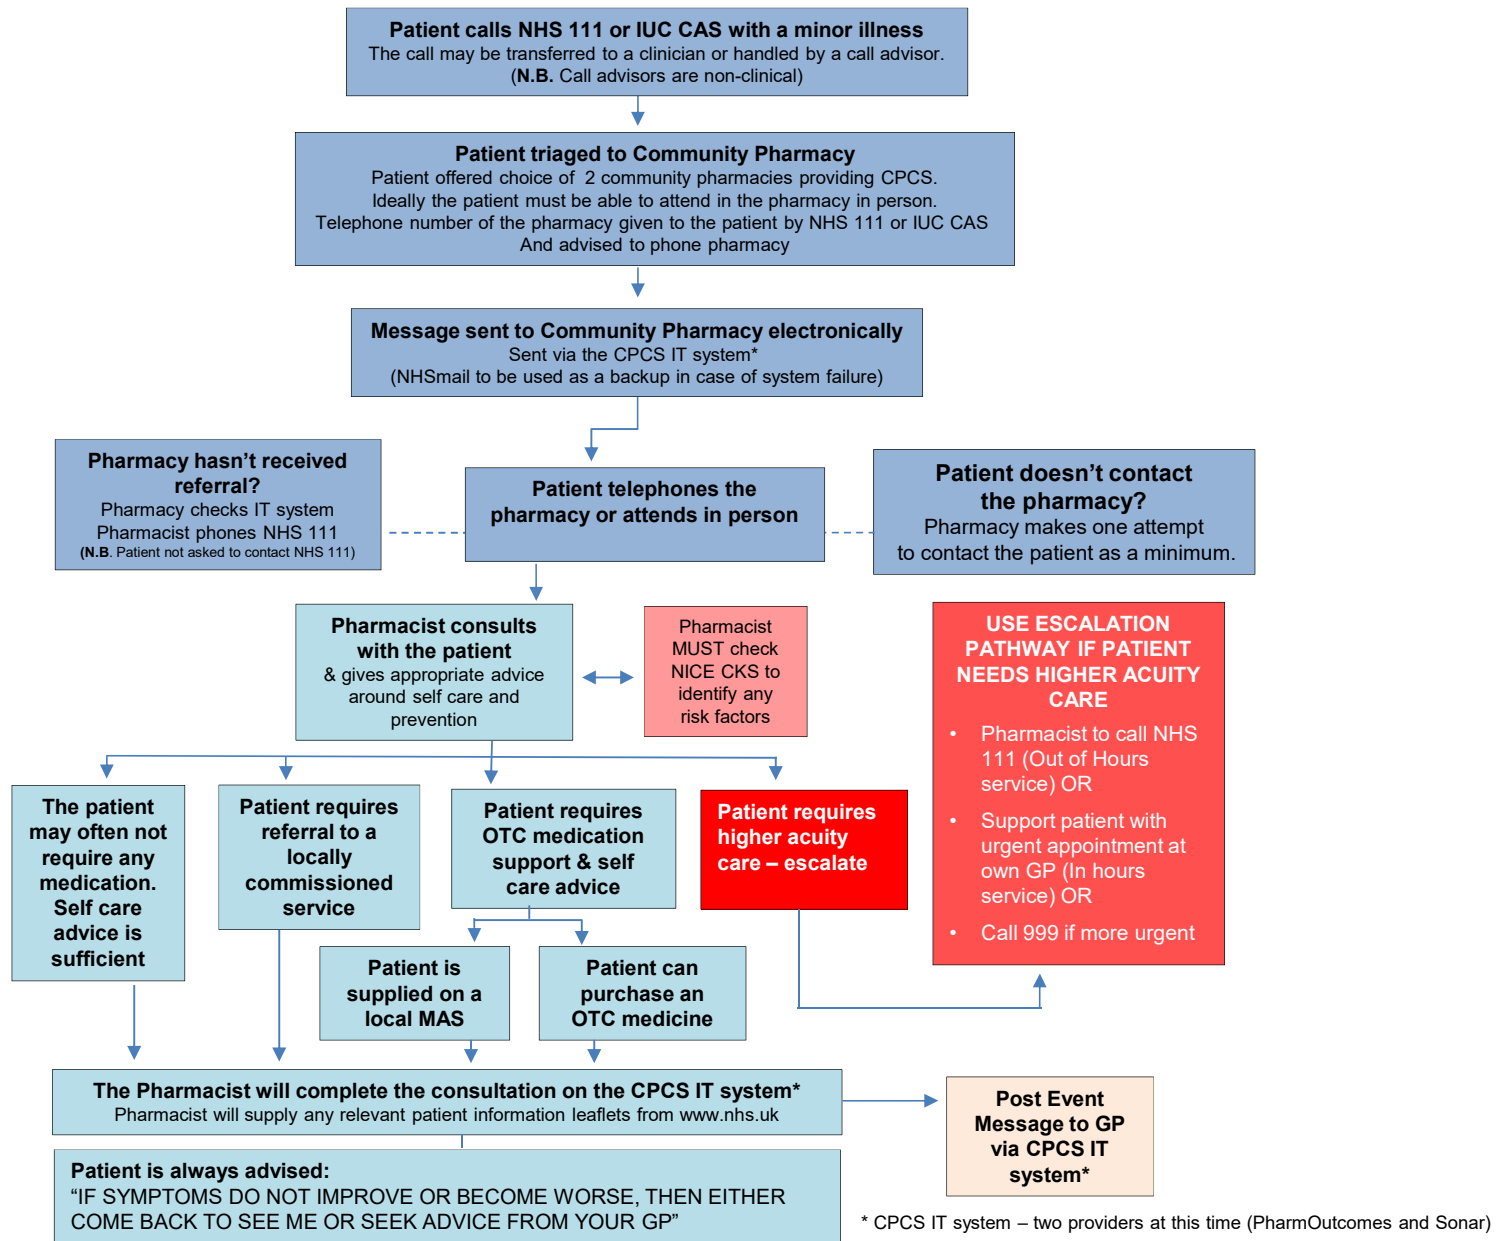 Patient calls NHS 111 or IUC CAS with a minor illness
The call may be transferred to a clinician or handled by a call advisor.
(N.B. Call advisors are non-clinical)
Patient triaged to Community Pharmacy
Patient offered choice of 2 community pharmacies providing CPCS.
Ideally the patient must be able to attend in the pharmacy in person.
Telephone number of the pharmacy given to the patient by NHS 111 or IUC CAS
And advised to phone pharmacy
Message sent to Community Pharmacy electronically
Sent via the CPCS IT system*
(NHSmail to be used as a backup in case of system failure)
Pharmacy hasn’t received
referral?
Pharmacy checks IT system
Pharmacist phones NHS 111
(N.B. Patient not asked to contact NHS 111)
Patient telephones the
pharmacy or attends in person
Patient doesn’t contact
the pharmacy?
Pharmacy makes one attempt
to contact the patient as a minimum.
Pharmacist consults
with the patient
& gives appropriate advice
around self care and
prevention
Pharmacist
MUST check
NICE CKS to
identify any
risk factors
USE ESCALATION
PATHWAY IF PATIENT
NEEDS HIGHER ACUITY
CARE
• Pharmacist to call NHS
111 (Out of Hours
service) OR
• Support patient with
urgent appointment at
own GP (In hours
service) OR
• Call 999 if more urgent
The patient
may often not
require any
medication.
Self care
advice is
sufficient
Patient requires
referral to a
locally
commissioned
service
Patient requires
OTC medication
support & self
care advice
Patient requires
higher acuity
care – escalate
Patient is
supplied on a
local MAS
Patient can
purchase an
OTC medicine
The Pharmacist will complete the consultation on the CPCS IT system*
Pharmacist will supply any relevant patient information leaflets from www.nhs.uk
Post Event
Message to GP
via CPCS IT
system*
Patient is always advised:
“IF SYMPTOMS DO NOT IMPROVE OR BECOME WORSE, THEN EITHER
COME BACK TO SEE ME OR SEEK ADVICE FROM YOUR GP”
* CPCS IT system – two providers at this time (PharmOutcomes and Sonar)